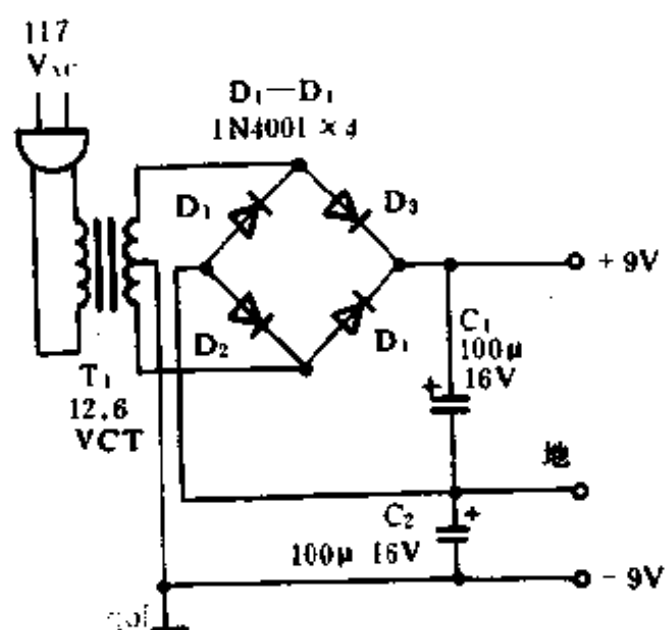 117
D₁—D₁
1N4001 × 4
D₁
D₃
+ 9V
D₂
D₁
C₁
100μ
16V
+
T₁
12.6
VCT
地
C₂
+
100μ 16V
− 9V